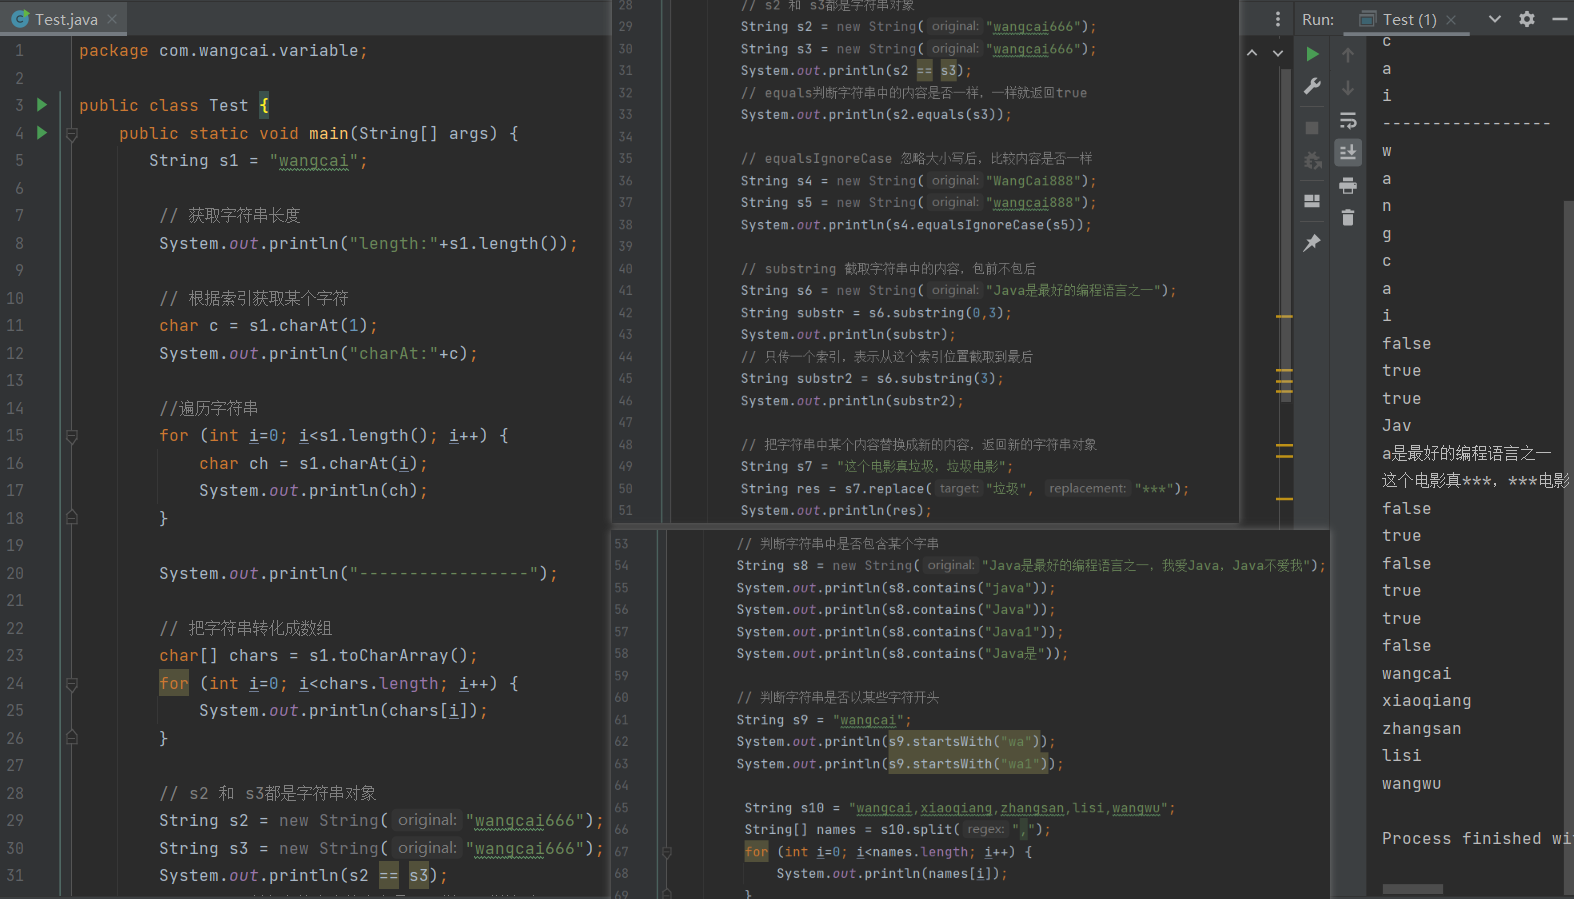 Test.java
1 package com.wangcai.variable;
2
3 public class Test {
4 public static void main(String[] args) {
5 String s1 = "wangcai";
6
7 // 获取字符串长度
8 System.out.println("length:"+s1.length());
9
10 // 根据索引获取某个字符
11 char c = s1.charAt(1);
12 System.out.println("charAt:"+c);
13
14 //遍历字符串
15 for (int i=0; i<s1.length(); i++) {
16 char ch = s1.charAt(i);
17 System.out.println(ch);
18 }
19
20 System.out.println("-----------------");
21
22 // 把字符串转化成数组
23 char[] chars = s1.toCharArray();
24 for (int i=0; i<chars.length; i++) {
25 System.out.println(chars[i]);
26 }
27
28 // s2 和 s3都是字符串对象
29 String s2 = new String( original: "wangcai666");
30 String s3 = new String( original: "wangcai666");
31 System.out.println(s2 == s3);
28 // s2 和 s3都是字符串对象
29 String s2 = new String( original: "wangcai666");
30 String s3 = new String( original: "wangcai666");
31 System.out.println(s2 == s3);
32 // equals判断字符串中的内容是否一样，一样就返回true
33 System.out.println(s2.equals(s3));
34
35 // equalsIgnoreCase 忽略大小写后，比较内容是否一样
36 String s4 = new String( original: "WangCai888");
37 String s5 = new String( original: "wangcai888");
38 System.out.println(s4.equalsIgnoreCase(s5));
39
40 // substring 截取字符串中的内容，包前不包后
41 String s6 = new String( original: "Java是最好的编程语言之一");
42 String substr = s6.substring(0,3);
43 System.out.println(substr);
44 // 只传一个索引，表示从这个索引位置截取到最后
45 String substr2 = s6.substring(3);
46 System.out.println(substr2);
47
48 // 把字符串中某个内容替换成新的内容，返回新的字符串对象
49 String s7 = "这个电影真垃圾，垃圾电影";
50 String res = s7.replace( target: "垃圾", replacement: "***");
51 System.out.println(res);
53 // 判断字符串中是否包含某个字串
54 String s8 = new String( original: "Java是最好的编程语言之一，我爱Java，Java不爱我");
55 System.out.println(s8.contains("java"));
56 System.out.println(s8.contains("Java"));
57 System.out.println(s8.contains("Java1"));
58 System.out.println(s8.contains("Java是"));
59
60 // 判断字符串是否以某些字符开头
61 String s9 = "wangcai";
62 System.out.println(s9.startsWith("wa"));
63 System.out.println(s9.startsWith("wa1"));
64
65 String s10 = "wangcai,xiaoqiang,zhangsan,lisi,wangwu";
66 String[] names = s10.split( regex: ",");
67 for (int i=0; i<names.length; i++) {
68 System.out.println(names[i]);
69 }
Run: Test (1)
c
a
i
-----------------
w
a
n
g
c
a
i
false
true
true
Jav
a是最好的编程语言之一
这个电影真***，***电影
false
true
false
true
true
false
wangcai
xiaoqiang
zhangsan
lisi
wangwu
Process finished wi